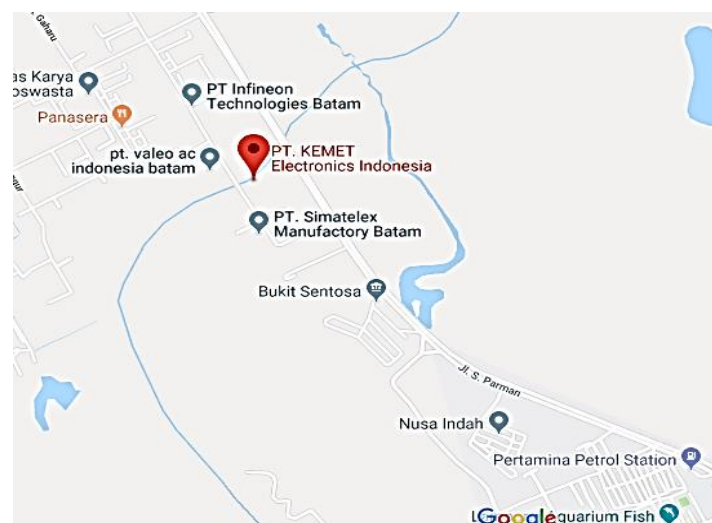 Gaharu
as Karya
oswasta
PT Infineon
Technologies Batam
Panasera
pt. valeo ac
indonesia batam
PT. KEMET
Electronics Indonesia
PT. Simatelex
Manufactory Batam
Bukit Sentosa
Jl. S. Parman
Nusa Indah
Pertamina Petrol Station
Google
quarium Fish